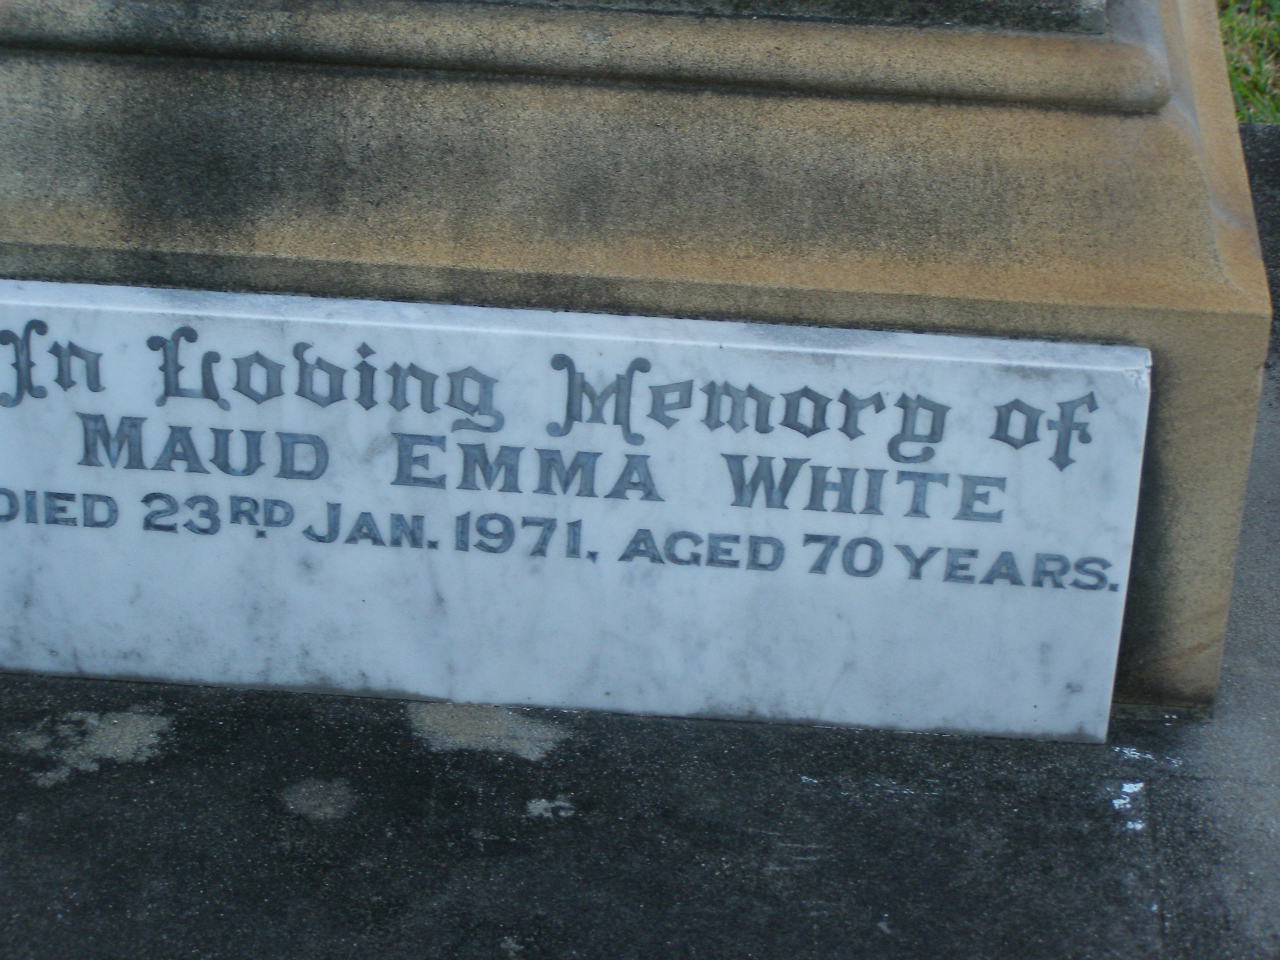 In Loving Memory of
MAUD EMMA WHITE
DIED 23RD. JAN. 1971, AGED 70 YEARS.